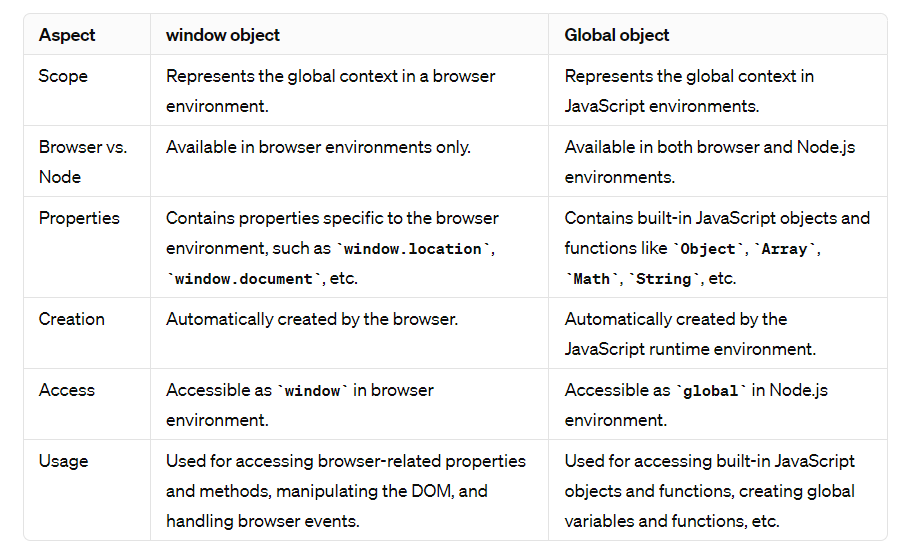 Aspect window object Global object
Scope Represents the global context in a browser Represents the global context in
environment. JavaScript environments.
Browser vs. Available in browser environments only. Available in both browser and Node.js
Node environments.
Properties Contains properties specific to the browser Contains built-in JavaScript objects and
environment, such as `window.location`, functions like `Object`, `Array`,
`window.document`, etc. `Math`, `String`, etc.
Creation Automatically created by the browser. Automatically created by the
JavaScript runtime environment.
Access Accessible as `window` in browser Accessible as `global` in Node.js
environment. environment.
Usage Used for accessing browser-related properties Used for accessing built-in JavaScript
and methods, manipulating the DOM, and objects and functions, creating global
handling browser events. variables and functions, etc.